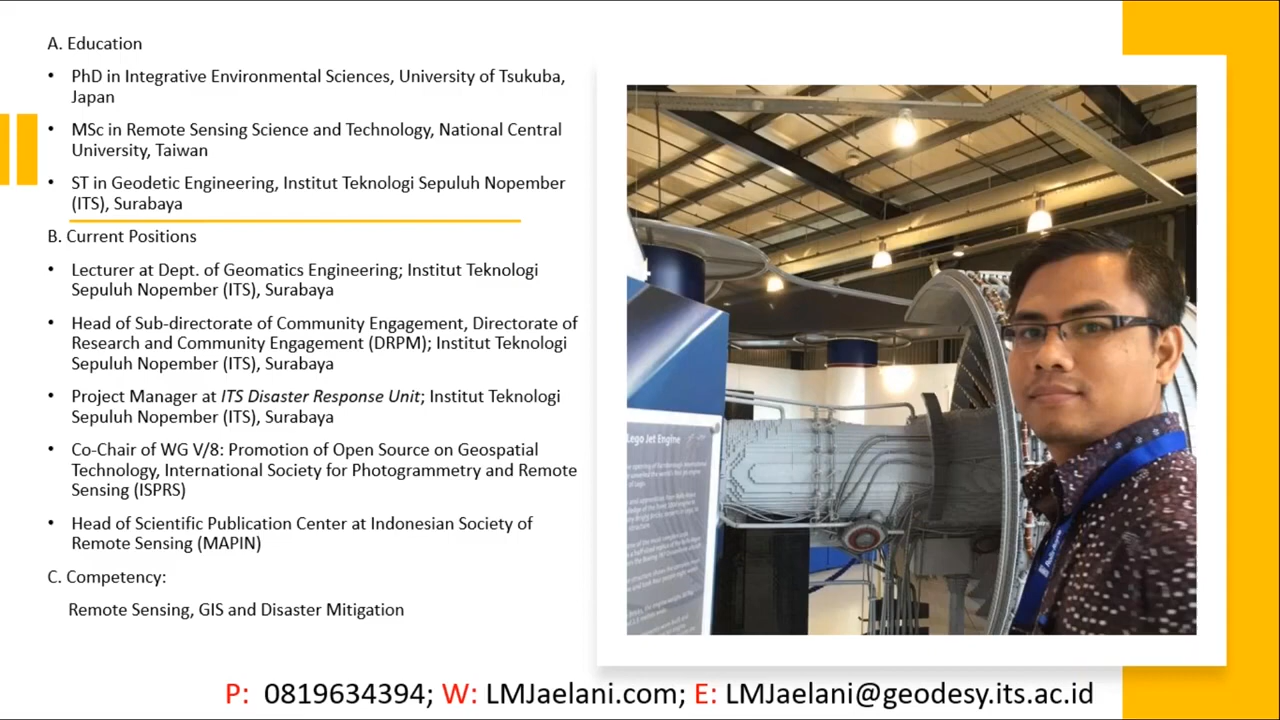 A. Education
• PhD in Integrative Environmental Sciences, University of Tsukuba,
Japan
• MSc in Remote Sensing Science and Technology, National Central
University, Taiwan
• ST in Geodetic Engineering, Institut Teknologi Sepuluh Nopember
(ITS), Surabaya
B. Current Positions
• Lecturer at Dept. of Geomatics Engineering; Institut Teknologi
Sepuluh Nopember (ITS), Surabaya
• Head of Sub-directorate of Community Engagement, Directorate of
Research and Community Engagement (DRPM); Institut Teknologi
Sepuluh Nopember (ITS), Surabaya
• Project Manager at ITS Disaster Response Unit; Institut Teknologi
Sepuluh Nopember (ITS), Surabaya
• Co-Chair of WG V/8: Promotion of Open Source on Geospatial
Technology, International Society for Photogrammetry and Remote
Sensing (ISPRS)
• Head of Scientific Publication Center at Indonesian Society of
Remote Sensing (MAPIN)
C. Competency:
Remote Sensing, GIS and Disaster Mitigation
Lego Jet Engine
P: 0819634394; W: LMJaelani.com; E: LMJaelani@geodesy.its.ac.id